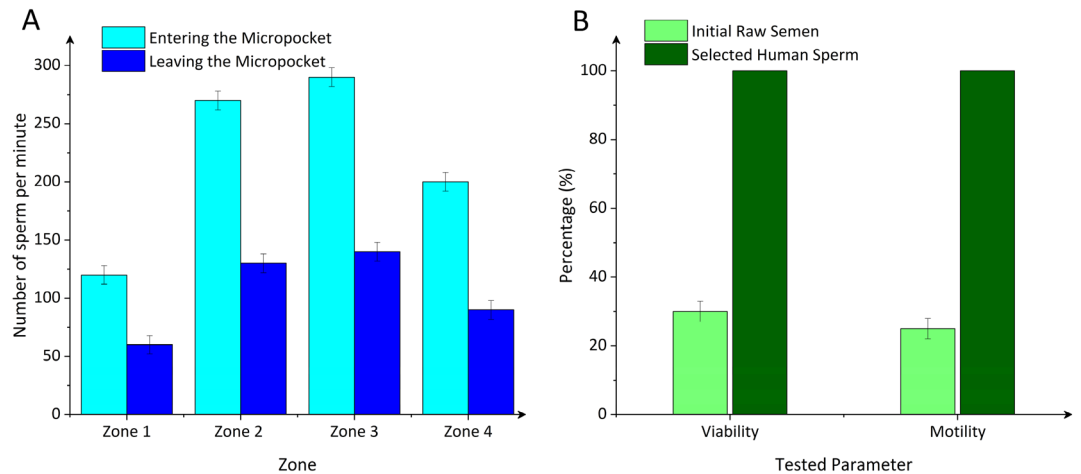 A
Entering the Micropocket
Leaving the Micropocket
Number of sperm per minute
300
250
200
150
100
50
0
Zone 1 Zone 2 Zone 3 Zone 4
Zone
B
Initial Raw Semen
Selected Human Sperm
Percentage (%)
100
80
60
40
20
0
Viability Motility
Tested Parameter